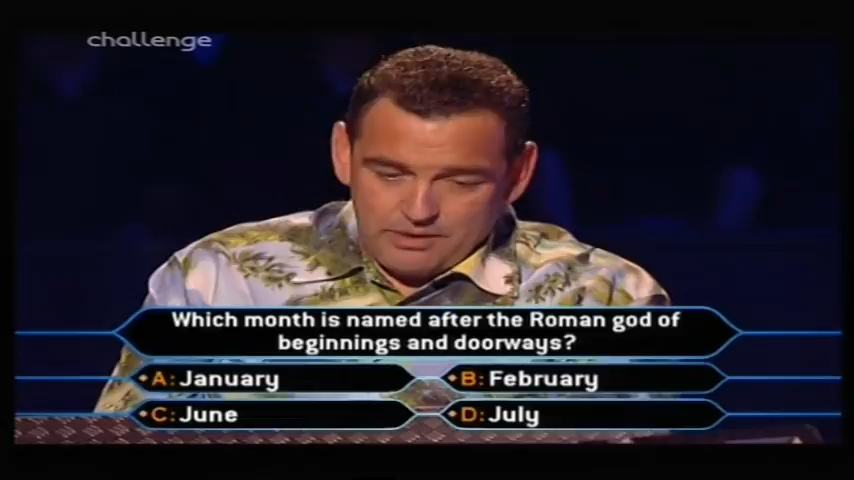 challenge
Which month is named after the Roman god of
beginnings and doorways?
A: January
B: February
C: June
D: July